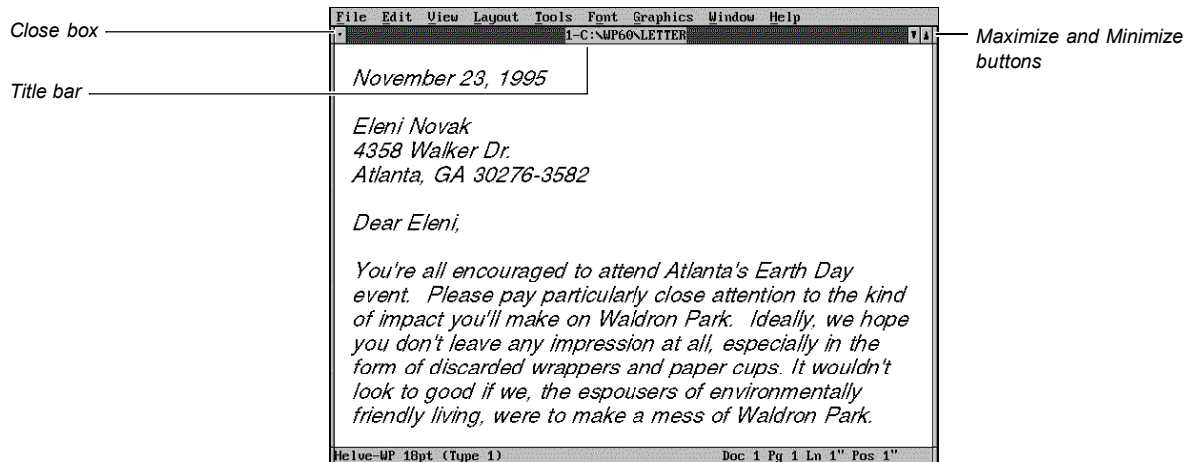 File Edit View Layout Tools Font Graphics Window Help
Close box
1-C:\WP60\LETTER
Maximize and Minimize
buttons
Title bar
November 23, 1995
Eleni Novak
4358 Walker Dr.
Atlanta, GA 30276-3582
Dear Eleni,
You're all encouraged to attend Atlanta's Earth Day
event. Please pay particularly close attention to the kind
of impact you'll make on Waldron Park. Ideally, we hope
you don't leave any impression at all, especially in the
form of discarded wrappers and paper cups. It wouldn't
look to good if we, the espousers of environmentally
friendly living, were to make a mess of Waldron Park.
Helve-WP 18pt (Type 1) Doc 1 Pg 1 Ln 1" Pos 1"